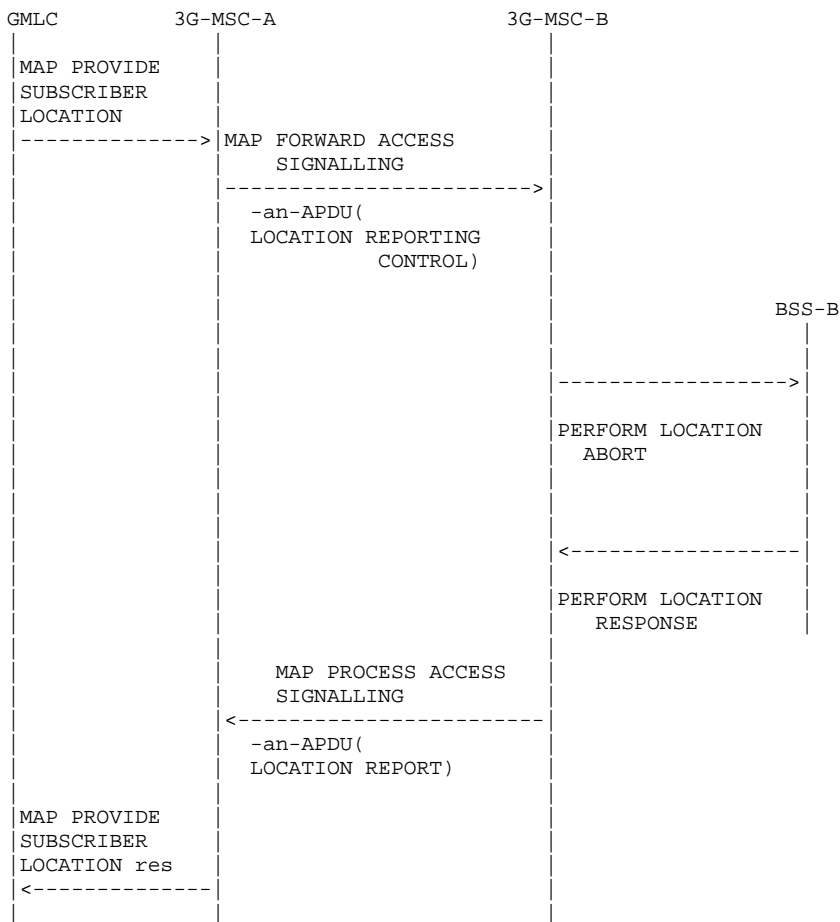 GMLC 3G-MSC-A 3G-MSC-B
MAP PROVIDE
SUBSCRIBER
LOCATION
MAP FORWARD ACCESS
SIGNALLING
-an-APDU(
LOCATION REPORTING
CONTROL)
BSS-B
PERFORM LOCATION
ABORT
PERFORM LOCATION
RESPONSE
MAP PROCESS ACCESS
SIGNALLING
-an-APDU(
LOCATION REPORT)
MAP PROVIDE
SUBSCRIBER
LOCATION res